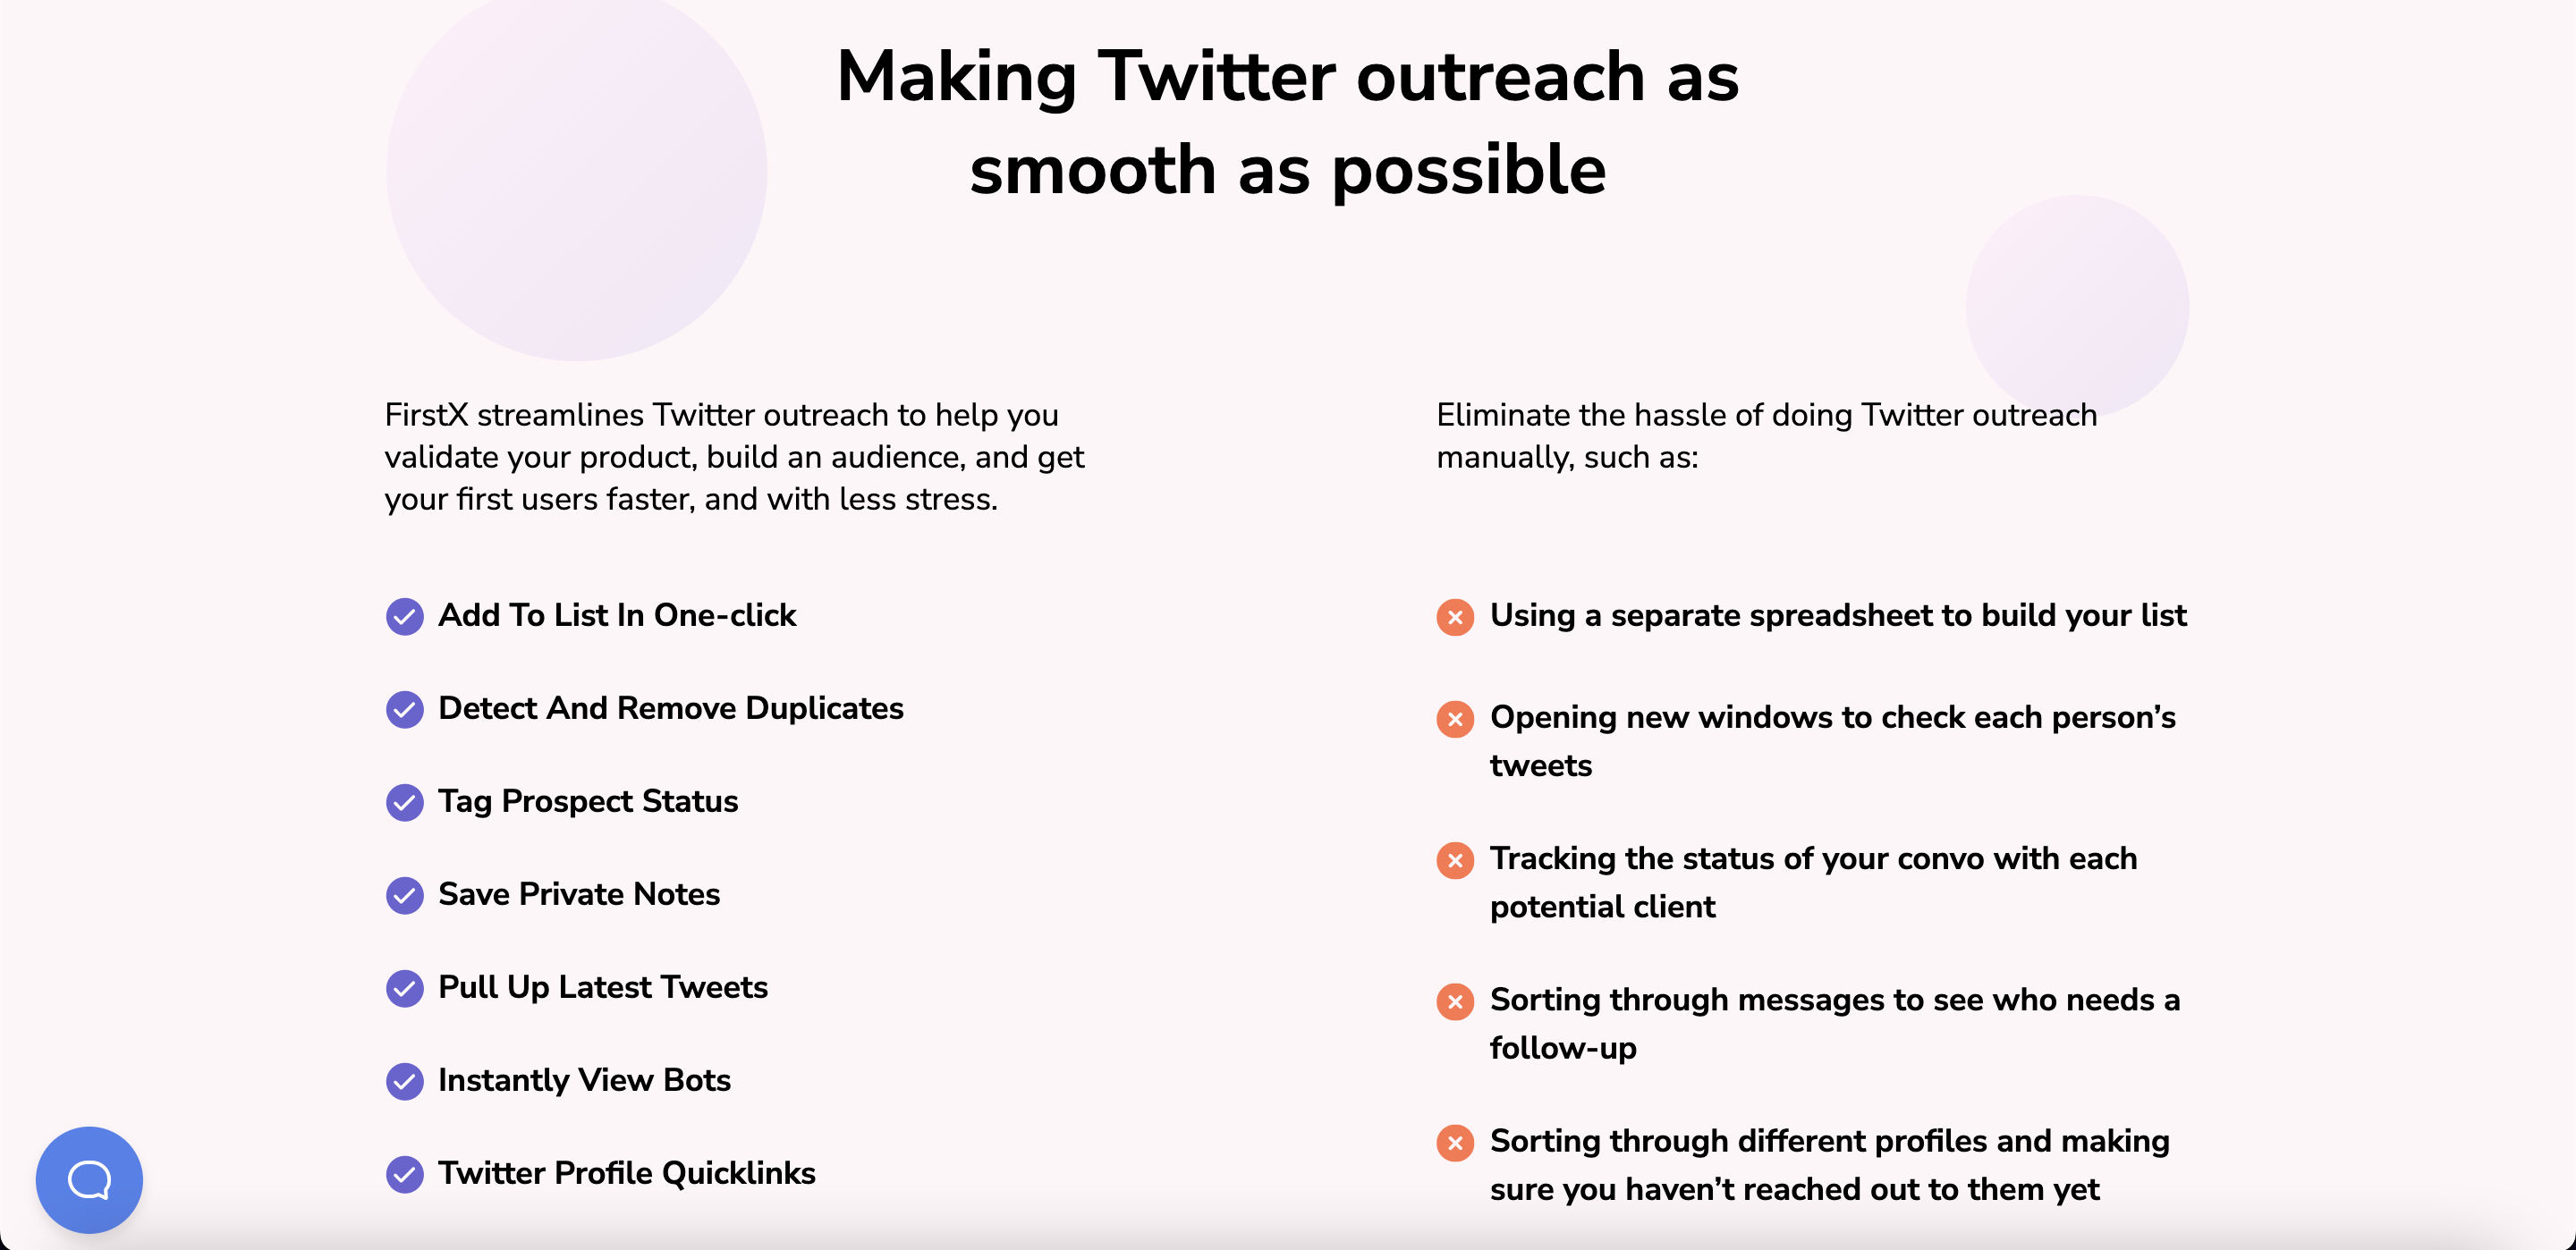 Making Twitter outreach as
smooth as possible
FirstX streamlines Twitter outreach to help you
validate your product, build an audience, and get
your first users faster, and with less stress.
Add To List In One-click
Detect And Remove Duplicates
Tag Prospect Status
Save Private Notes
Pull Up Latest Tweets
Instantly View Bots
Twitter Profile Quicklinks
Eliminate the hassle of doing Twitter outreach
manually, such as:
Using a separate spreadsheet to build your list
Opening new windows to check each person’s
tweets
Tracking the status of your convo with each
potential client
Sorting through messages to see who needs a
follow-up
Sorting through different profiles and making
sure you haven’t reached out to them yet